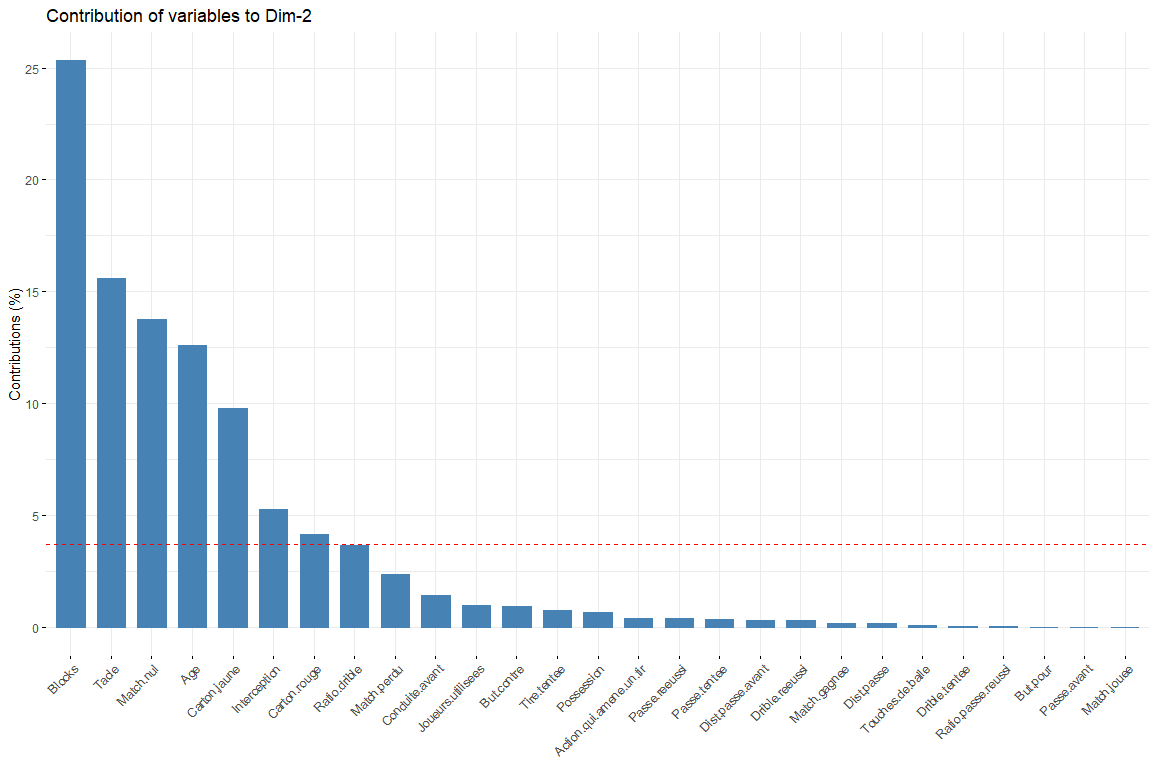 Contribution of variables to Dim-2
Contributions (%)
25
20
15
10
5
0
Blocks
Tacle
Match.nul
Age
Carton.jaune
Interception
Carton.rouge
Ratio.drible
Match.perdu
Conduite.avant
Joueurs.utilisees
But.contre
Tire.tentee
Possession
Action.qui.amene.un.tir
Passe.reeussi
Passe.tentee
Dist.passe.avant
Drible.reeussi
Match.gagnee
Dist.passe
Touches.de.balle
Drible.tentee
Ratio.passe.reussi
But.pour
Passe.avant
Match.jouee